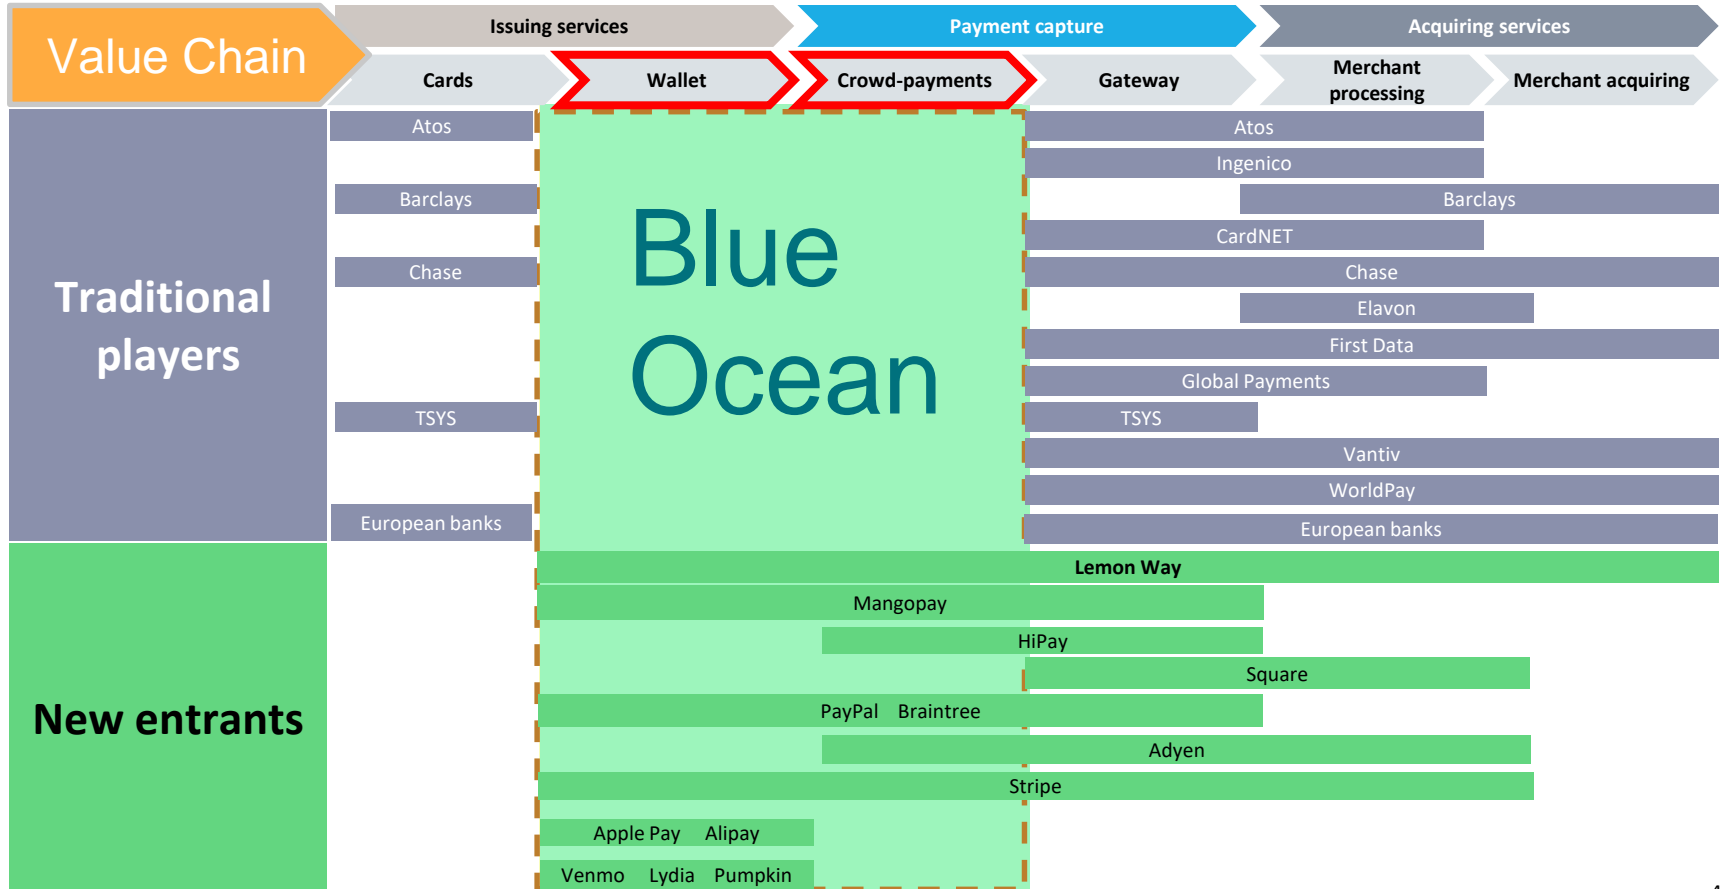 Value Chain
Issuing services
Payment capture
Acquiring services
Cards
Wallet
Crowd-payments
Gateway
Merchant
processing
Merchant acquiring
Traditional
players
Atos
Atos
Ingenico
Barclays
Barclays
CardNET
Chase
Chase
Elavon
First Data
Global Payments
TSYS
TSYS
Vantiv
WorldPay
European banks
European banks
Blue
Ocean
New entrants
Lemon Way
Mangopay
HiPay
Square
PayPal Braintree
Adyen
Stripe
Apple Pay Alipay
Venmo Lydia Pumpkin